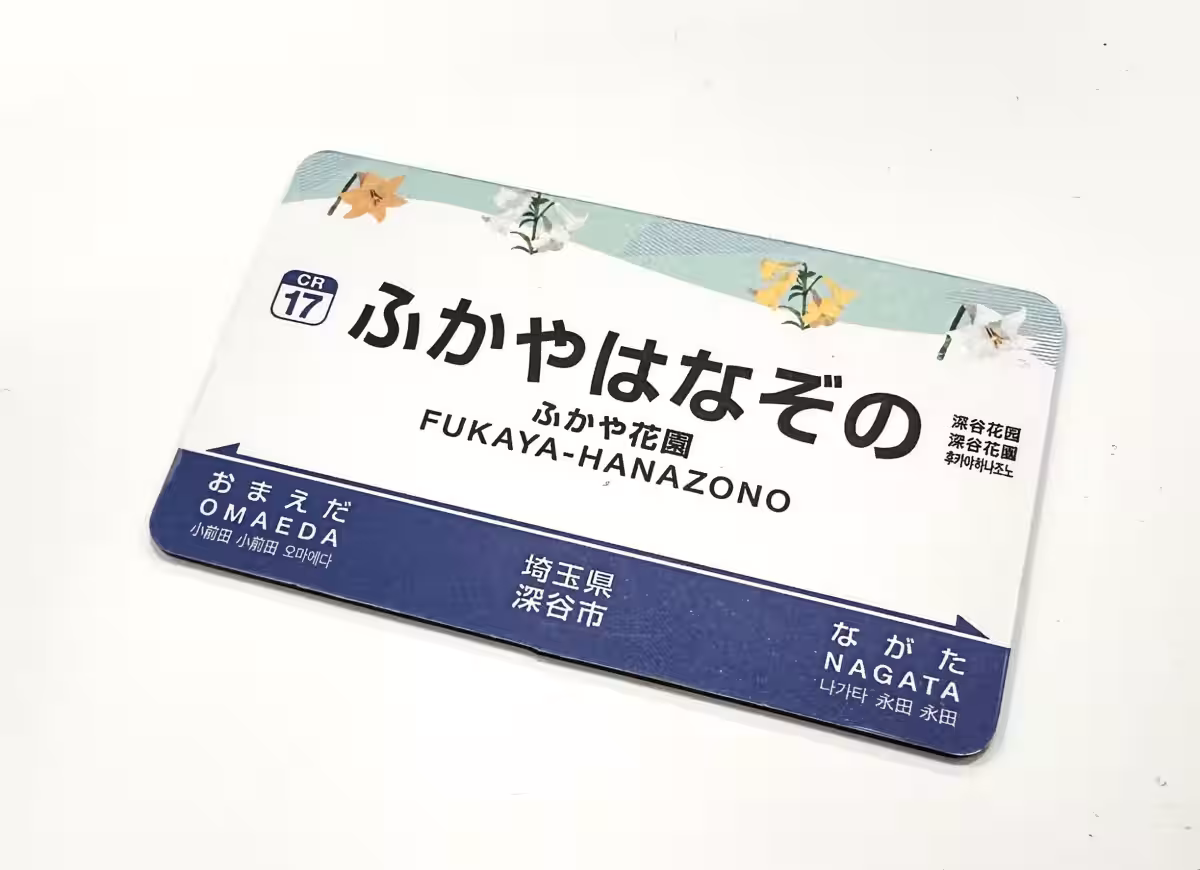 CR
17
ふかやはなぞの
ふかや花園
FUKAYA-HANAZONO
深谷花园
深谷花園
후카야하나조노
おまえだ
OMAEDA
小前田 小前田 오마에다
埼玉県
深谷市
ながた
NAGATA
나가타 永田 永田